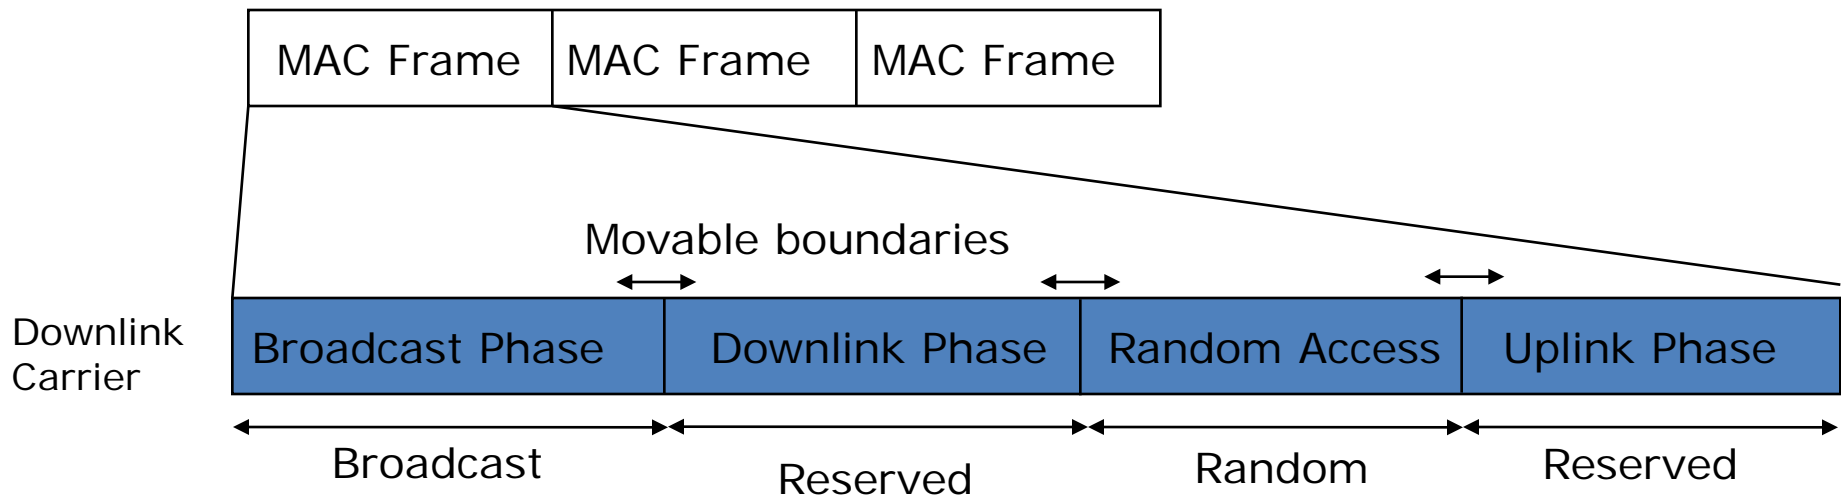 MAC Frame MAC Frame MAC Frame
Movable boundaries
Downlink
Carrier
Broadcast Phase Downlink Phase Random Access Uplink Phase
Broadcast Reserved Random Reserved